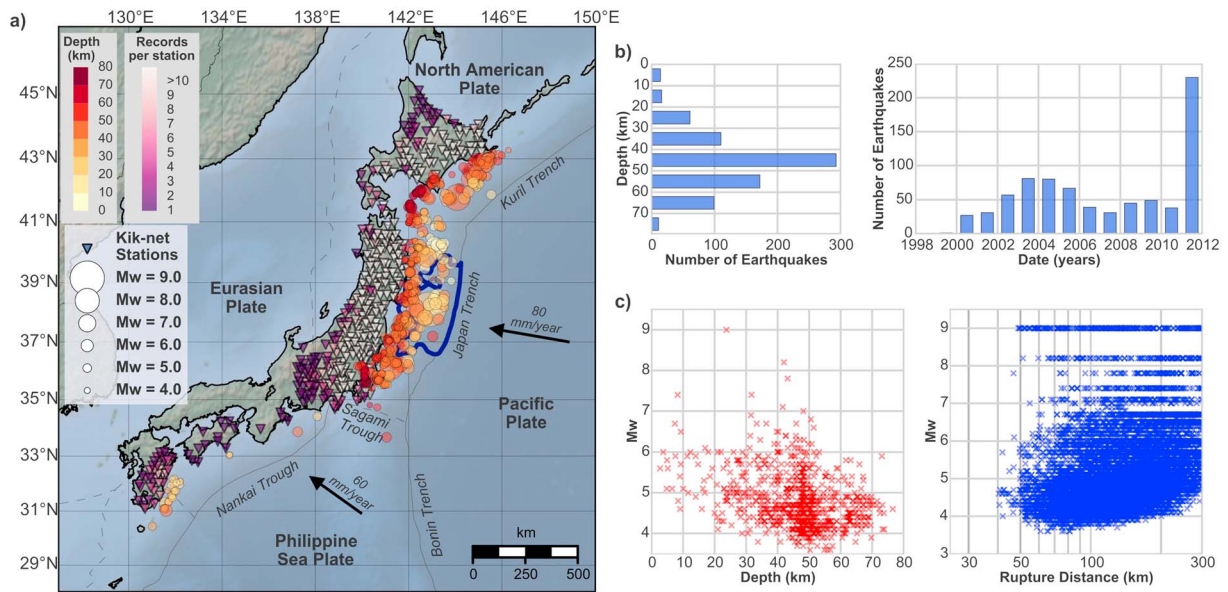 a)
130°E 134°E 138°E 142°E 146°E 150°E
45°N
43°N
41°N
39°N
37°N
35°N
33°N
31°N
29°N
Depth
(km)
80
70
60
50
40
30
20
10
0
Records
per station
>10
9
8
7
6
5
4
3
2
1
Kik-net
Stations
Mw = 9.0
Mw = 8.0
Mw = 7.0
Mw = 6.0
Mw = 5.0
Mw = 4.0
North American
Plate
Kuril Trench
Eurasian
Plate
Japan Trench
80
mm/year
Pacific
Plate
Sagami
Trough
Nankai Trough
60
mm/year
Bonin Trench
Philippine
Sea Plate
km
0 250 500
b)
Depth (km)
0
10
20
30
40
50
60
70
0 100 200 300
Number of Earthquakes
Number of Earthquakes
250
200
150
100
50
0
1998 2000 2002 2004 2006 2008 2010 2012
Date (years)
c)
Mw
9
8
7
6
5
4
0 10 20 30 40 50 60 70 80
Depth (km)
Mw
9
8
7
6
5
4
3
30 50 100 300
Rupture Distance (km)